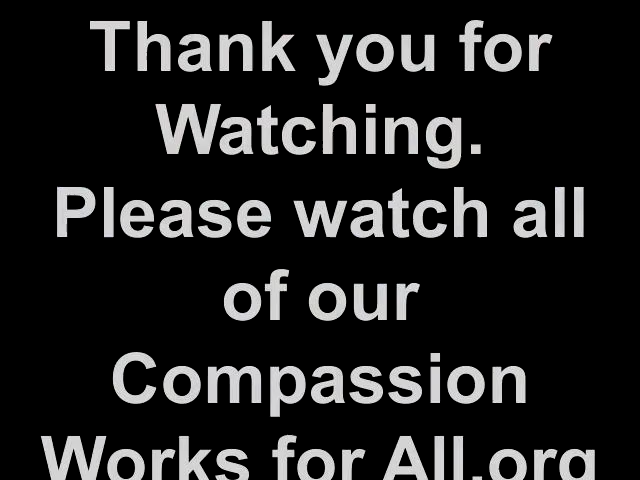 Thank you for
Watching.
Please watch all
of our
Compassion
Works for All.org